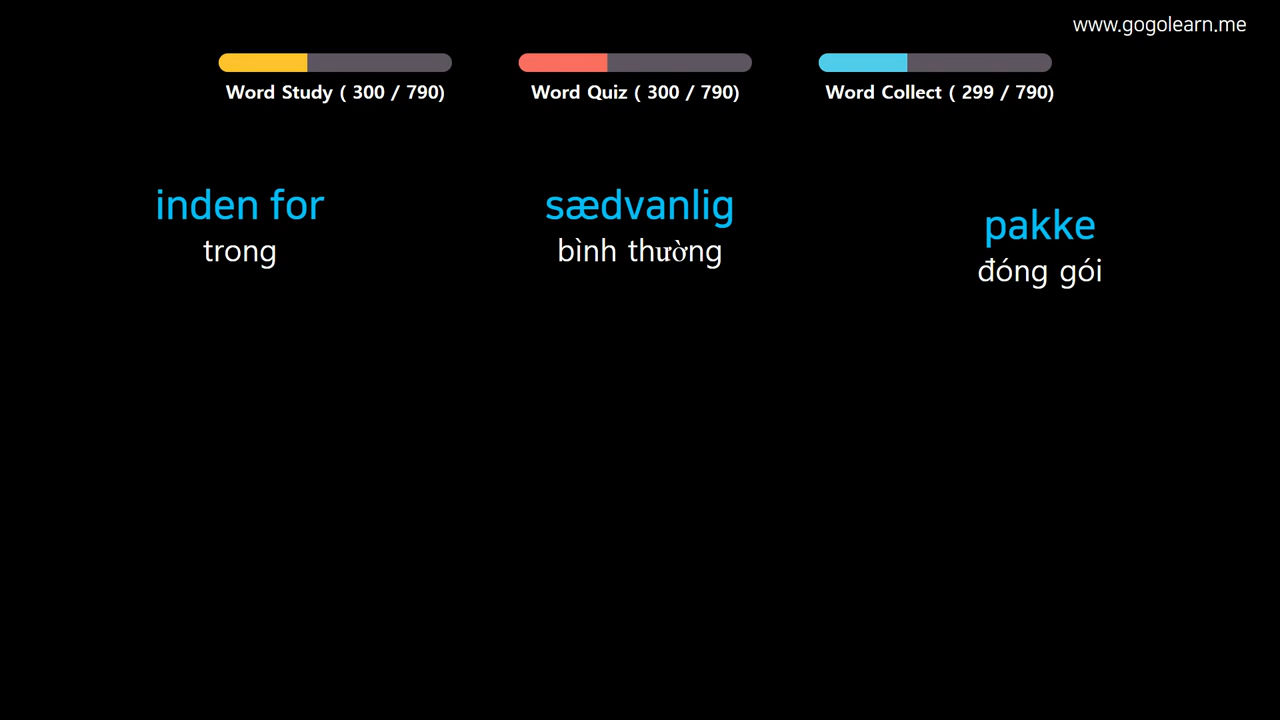 www.gogolearn.me
Word Study ( 300 / 790)
Word Quiz ( 300 / 790)
Word Collect ( 299 / 790)
inden for
trong
sædvanlig
bình thường
pakke
đóng gói